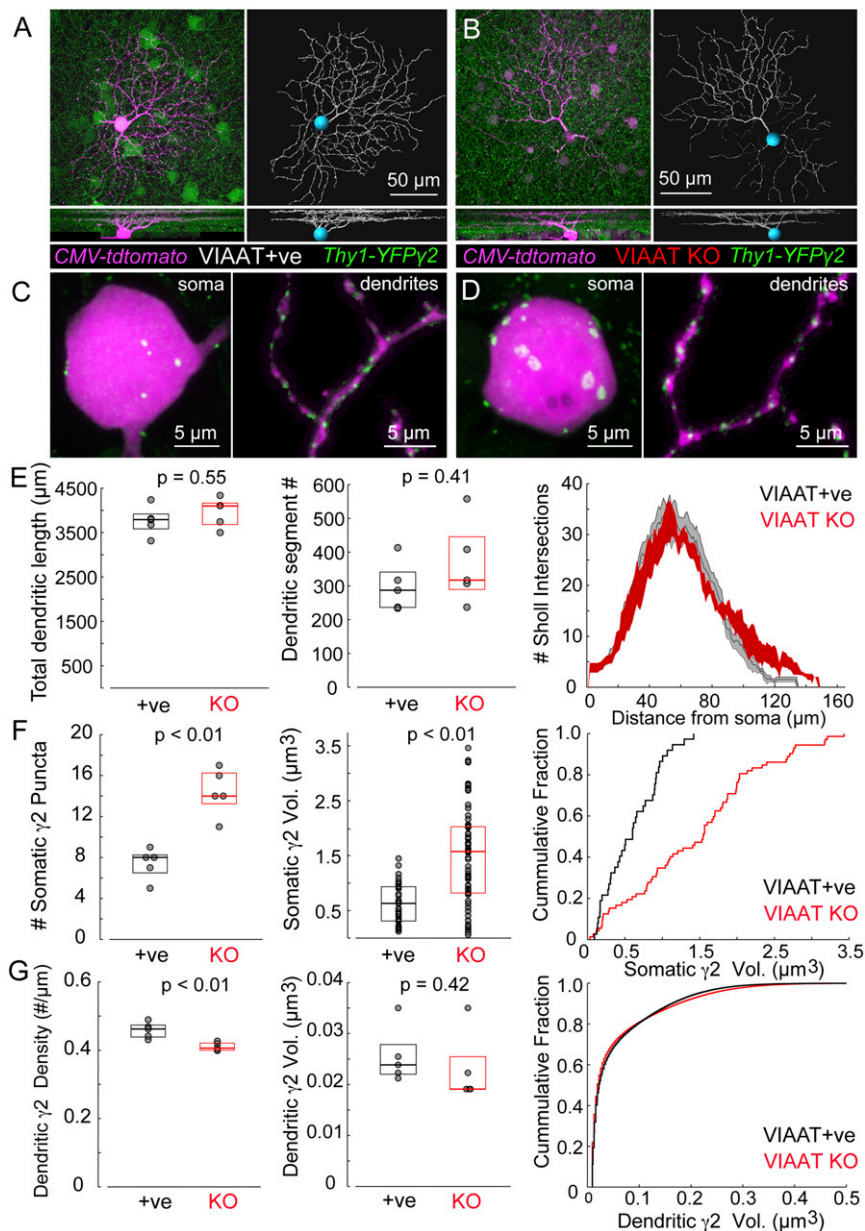 A
B
50 µm
50 µm
CMV-tdtomato VIAAT+ve Thy1-YFPγ2
CMV-tdtomato VIAAT KO Thy1-YFPγ2
C
soma
dendrites
D
soma
dendrites
5 µm
5 µm
5 µm
5 µm
E
p = 0.55
Total dendritic length (µm)
4500
3500
2500
1500
500
+ve
KO
p = 0.41
Dendritic segment #
600
500
400
300
200
100
0
+ve
KO
VIAAT+ve
VIAAT KO
# Sholl Intersections
40
30
20
10
0
0 40 80 120 160
Distance from soma (µm)
F
p < 0.01
# Somatic γ2 Puncta
20
16
12
8
4
0
+ve
KO
p < 0.01
Somatic γ2 Vol. (µm3)
3.5
2.5
1.5
0.5
+ve
KO
Cummulative Fraction
1.0
0.8
0.6
0.4
0.2
0
VIAAT+ve
VIAAT KO
0.5 1.5 2.5 3.5
Somatic γ2 Vol. (µm3)
G
p < 0.01
Dendritic γ2 Density (#/µm)
0.6
0.4
0.2
0
+ve
KO
p = 0.42
Dendritic γ2 Vol. (µm3)
0.04
0.03
0.02
0.01
0
+ve
KO
Cummulative Fraction
1.0
0.8
0.6
0.4
0.2
0
VIAAT+ve
VIAAT KO
0 0.1 0.2 0.3 0.4 0.5
Dendritic γ2 Vol. (µm3)